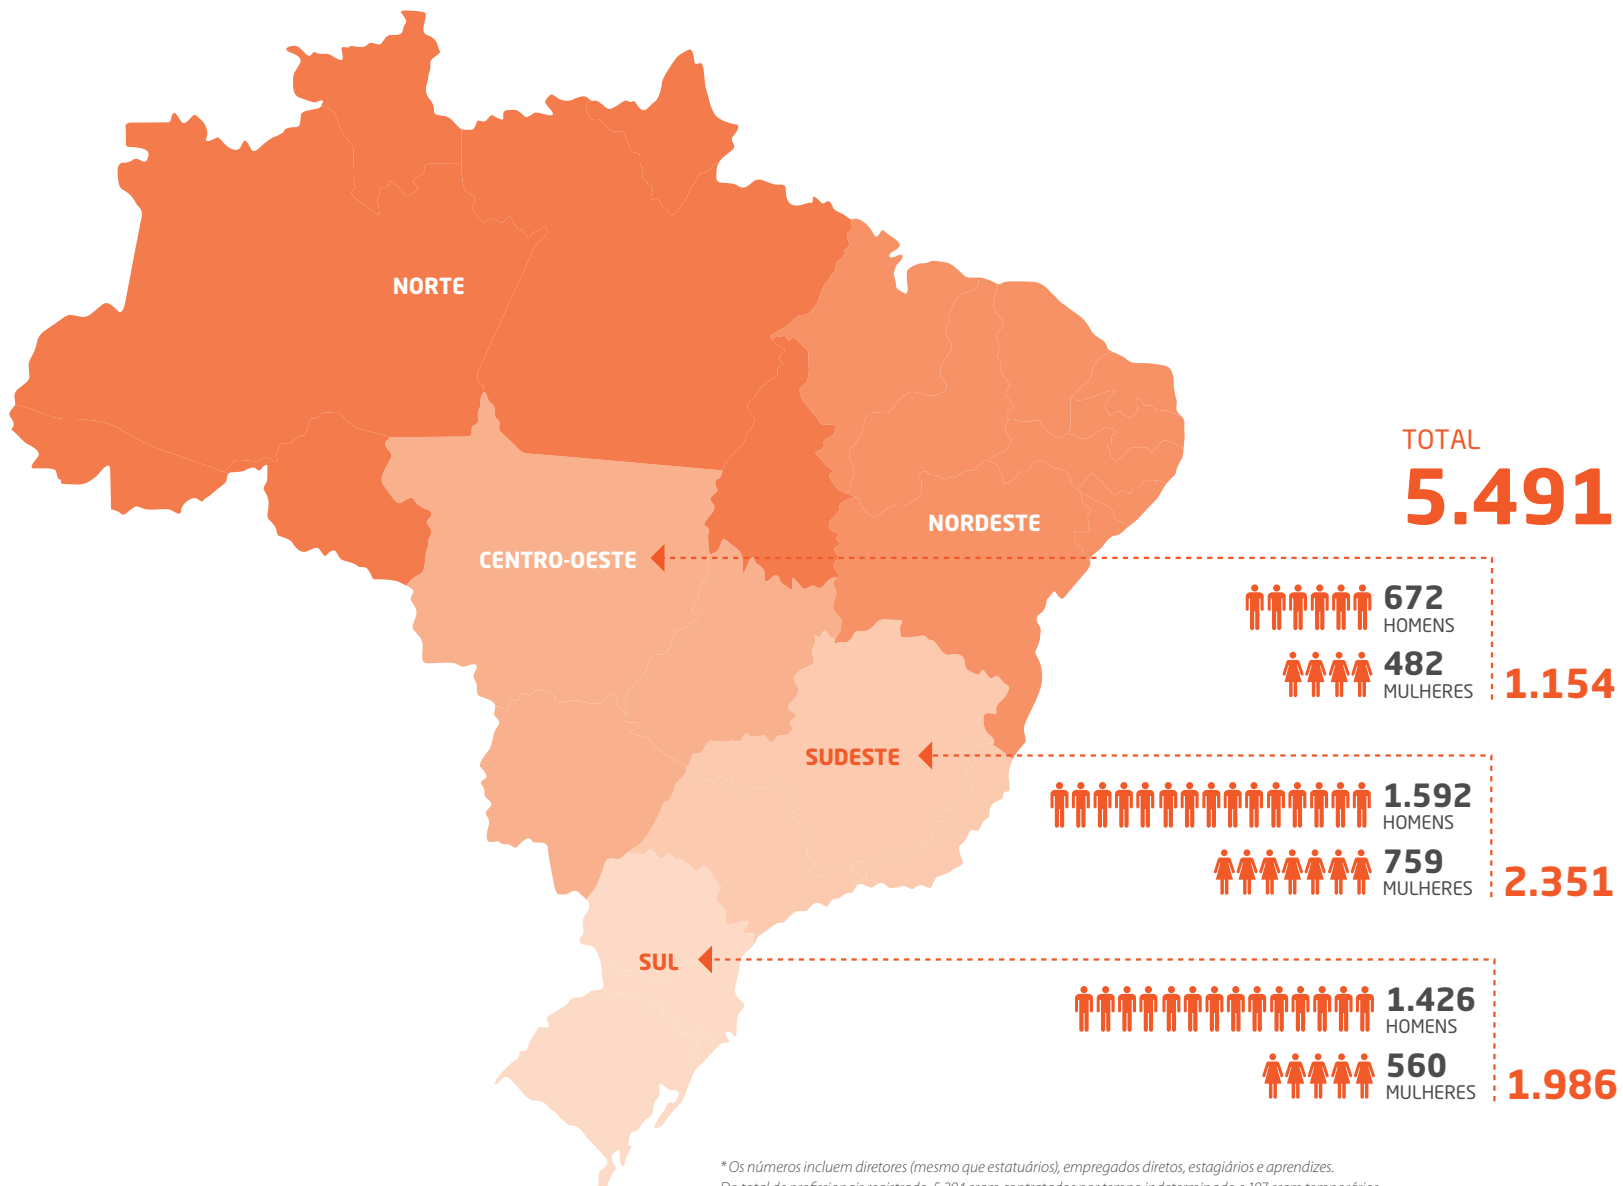 NORTE
NORDESTE
CENTRO-OESTE
SUDESTE
SUL
TOTAL
5.491
672
HOMENS
482
MULHERES
1.154
1.592
HOMENS
759
MULHERES
2.351
1.426
HOMENS
560
MULHERES
1.986
* Os números incluem diretores (mesmo que estatuários), empregados diretos, estagiários e aprendizes.